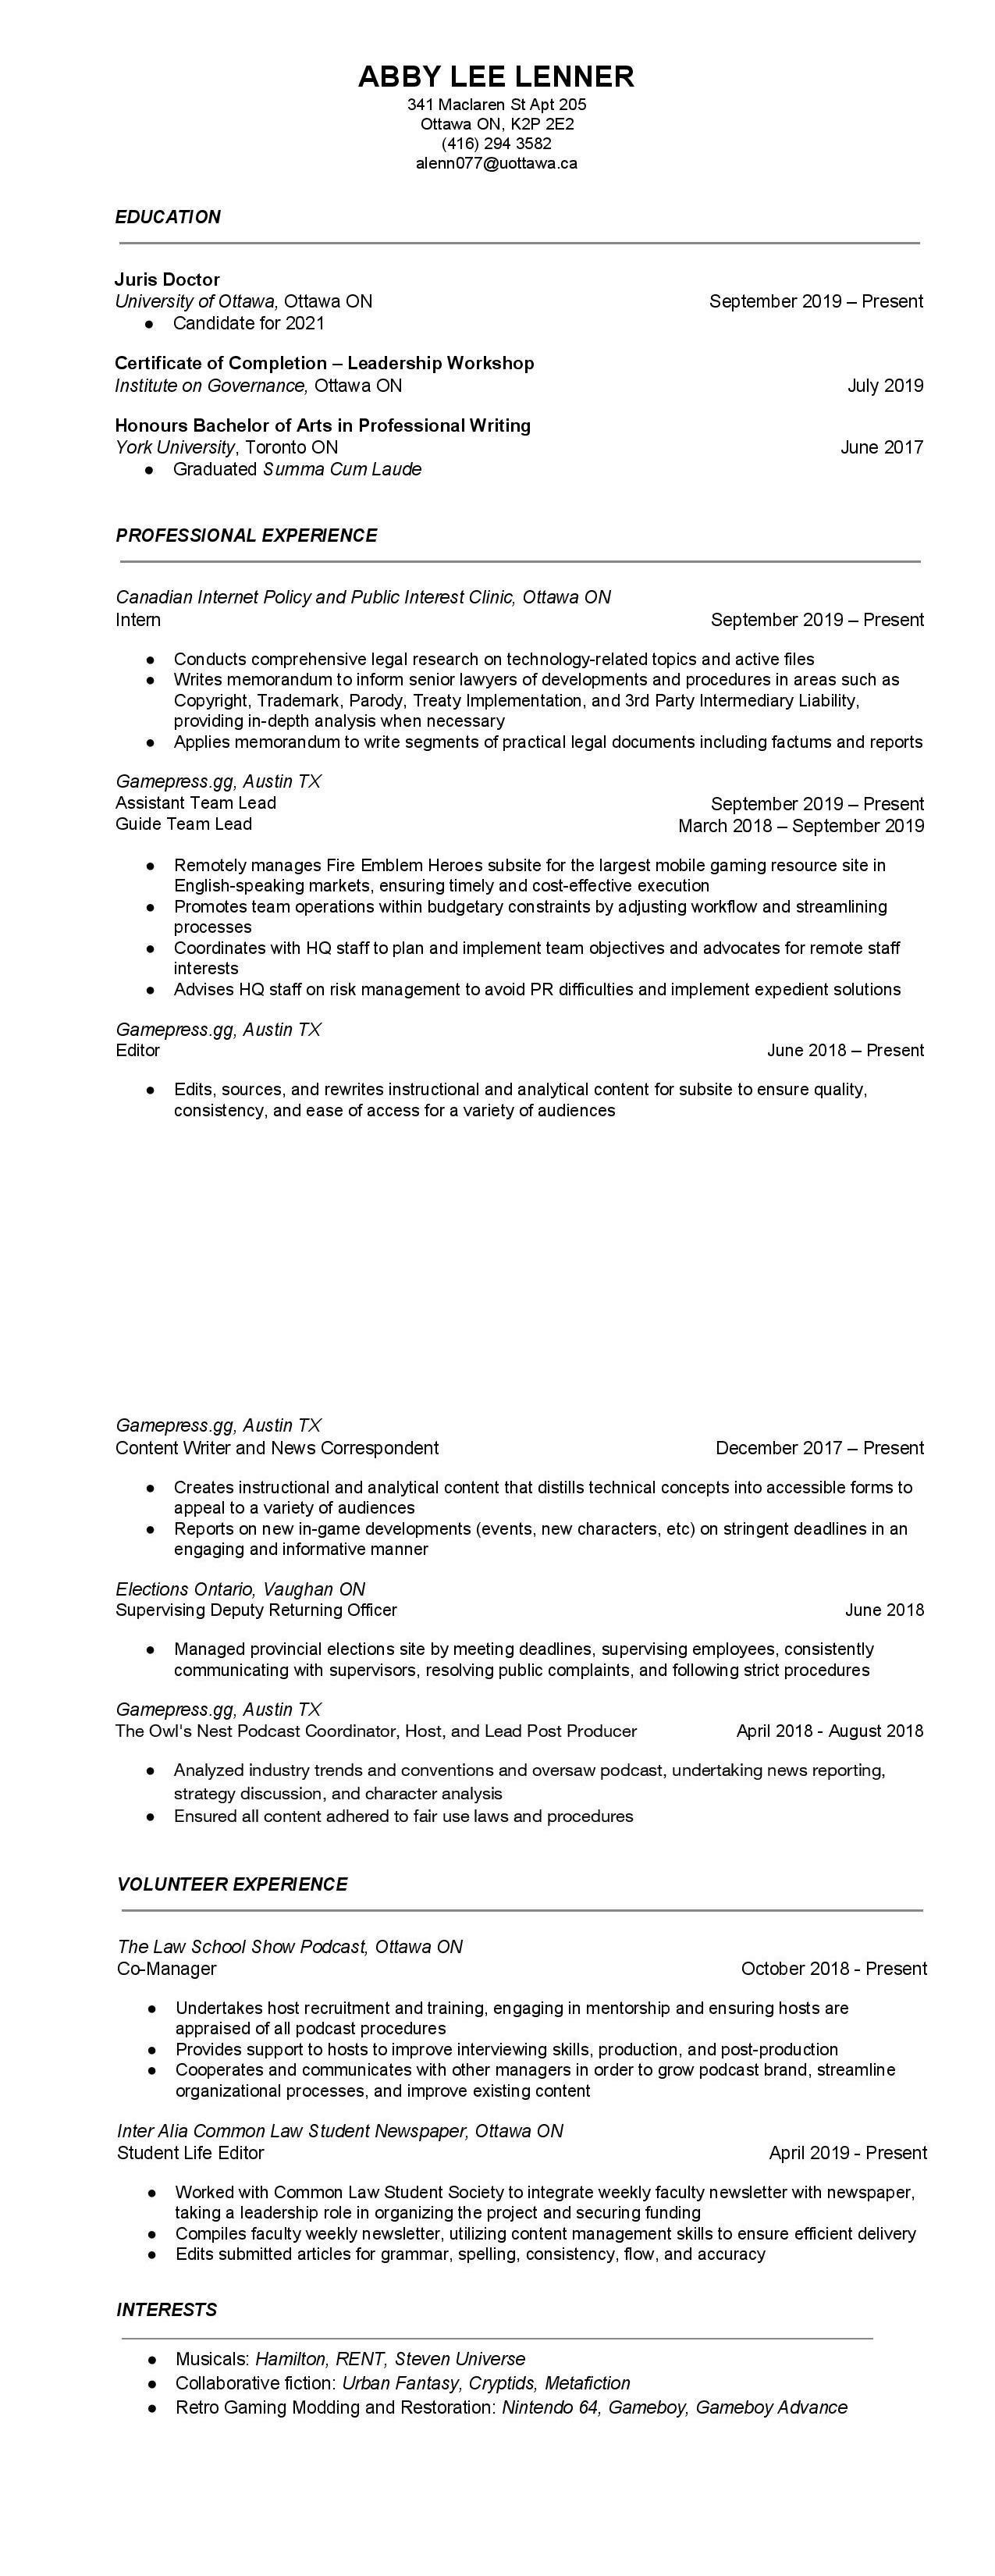 ABBY LEE LENNER
341 Maclaren St Apt 205
Ottawa ON, K2P 2E2
(416) 294 3582
alenn077@uottawa.ca
EDUCATION
Juris Doctor
University of Ottawa, Ottawa ON September 2019 – Present
● Candidate for 2021
Certificate of Completion – Leadership Workshop
Institute on Governance, Ottawa ON July 2019
Honours Bachelor of Arts in Professional Writing
York University, Toronto ON June 2017
● Graduated Summa Cum Laude
PROFESSIONAL EXPERIENCE
Canadian Internet Policy and Public Interest Clinic, Ottawa ON
Intern September 2019 – Present
● Conducts comprehensive legal research on technology-related topics and active files
● Writes memorandum to inform senior lawyers of developments and procedures in areas such as
Copyright, Trademark, Parody, Treaty Implementation, and 3rd Party Intermediary Liability,
providing in-depth analysis when necessary
● Applies memorandum to write segments of practical legal documents including factums and reports
Gamepress.gg, Austin TX
Assistant Team Lead September 2019 – Present
Guide Team Lead March 2018 – September 2019
● Remotely manages Fire Emblem Heroes subsite for the largest mobile gaming resource site in
English-speaking markets, ensuring timely and cost-effective execution
● Promotes team operations within budgetary constraints by adjusting workflow and streamlining
processes
● Coordinates with HQ staff to plan and implement team objectives and advocates for remote staff
interests
● Advises HQ staff on risk management to avoid PR difficulties and implement expedient solutions
Gamepress.gg, Austin TX
Editor June 2018 – Present
● Edits, sources, and rewrites instructional and analytical content for subsite to ensure quality,
consistency, and ease of access for a variety of audiences
Gamepress.gg, Austin TX
Content Writer and News Correspondent December 2017 – Present
● Creates instructional and analytical content that distills technical concepts into accessible forms to
appeal to a variety of audiences
● Reports on new in-game developments (events, new characters, etc) on stringent deadlines in an
engaging and informative manner
Elections Ontario, Vaughan ON
Supervising Deputy Returning Officer June 2018
● Managed provincial elections site by meeting deadlines, supervising employees, consistently
communicating with supervisors, resolving public complaints, and following strict procedures
Gamepress.gg, Austin TX
The Owl's Nest Podcast Coordinator, Host, and Lead Post Producer April 2018 - August 2018
● Analyzed industry trends and conventions and oversaw podcast, undertaking news reporting,
strategy discussion, and character analysis
● Ensured all content adhered to fair use laws and procedures
VOLUNTEER EXPERIENCE
The Law School Show Podcast, Ottawa ON
Co-Manager October 2018 - Present
● Undertakes host recruitment and training, engaging in mentorship and ensuring hosts are
appraised of all podcast procedures
● Provides support to hosts to improve interviewing skills, production, and post-production
● Cooperates and communicates with other managers in order to grow podcast brand, streamline
organizational processes, and improve existing content
Inter Alia Common Law Student Newspaper, Ottawa ON
Student Life Editor April 2019 - Present
● Worked with Common Law Student Society to integrate weekly faculty newsletter with newspaper,
taking a leadership role in organizing the project and securing funding
● Compiles faculty weekly newsletter, utilizing content management skills to ensure efficient delivery
● Edits submitted articles for grammar, spelling, consistency, flow, and accuracy
INTERESTS
● Musicals: Hamilton, RENT, Steven Universe
● Collaborative fiction: Urban Fantasy, Cryptids, Metafiction
● Retro Gaming Modding and Restoration: Nintendo 64, Gameboy, Gameboy Advance